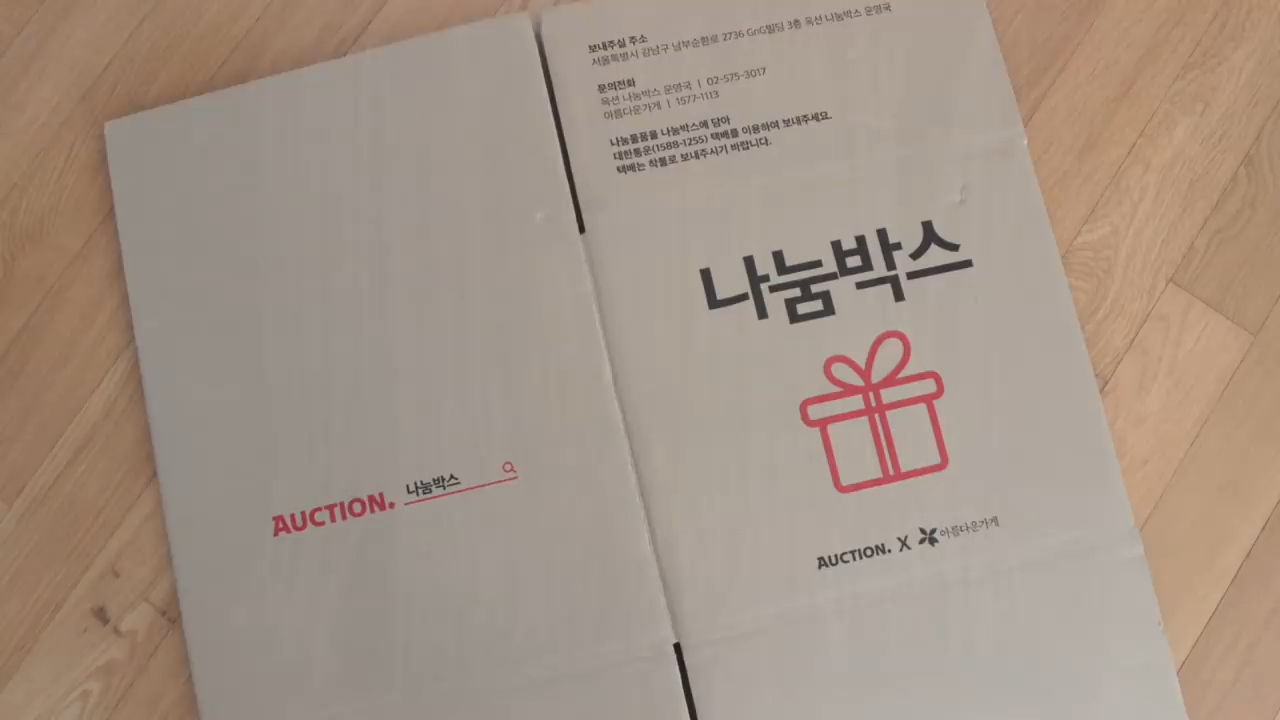 보내주실 주소
서울특별시 강남구 남부순환로 2736 GnG빌딩 3층 옥션 나눔박스 운영국
문의전화
옥션 나눔박스 운영국 | 02-575-3017
아름다운가게 | 1577-1113
나눔물품을 나눔박스에 담아
대한통운(1588-1255) 택배를 이용하여 보내주세요.
택배는 착불로 보내주시기 바랍니다.
나눔박스
AUCTION. 나눔박스
AUCTION. X 아름다운가게